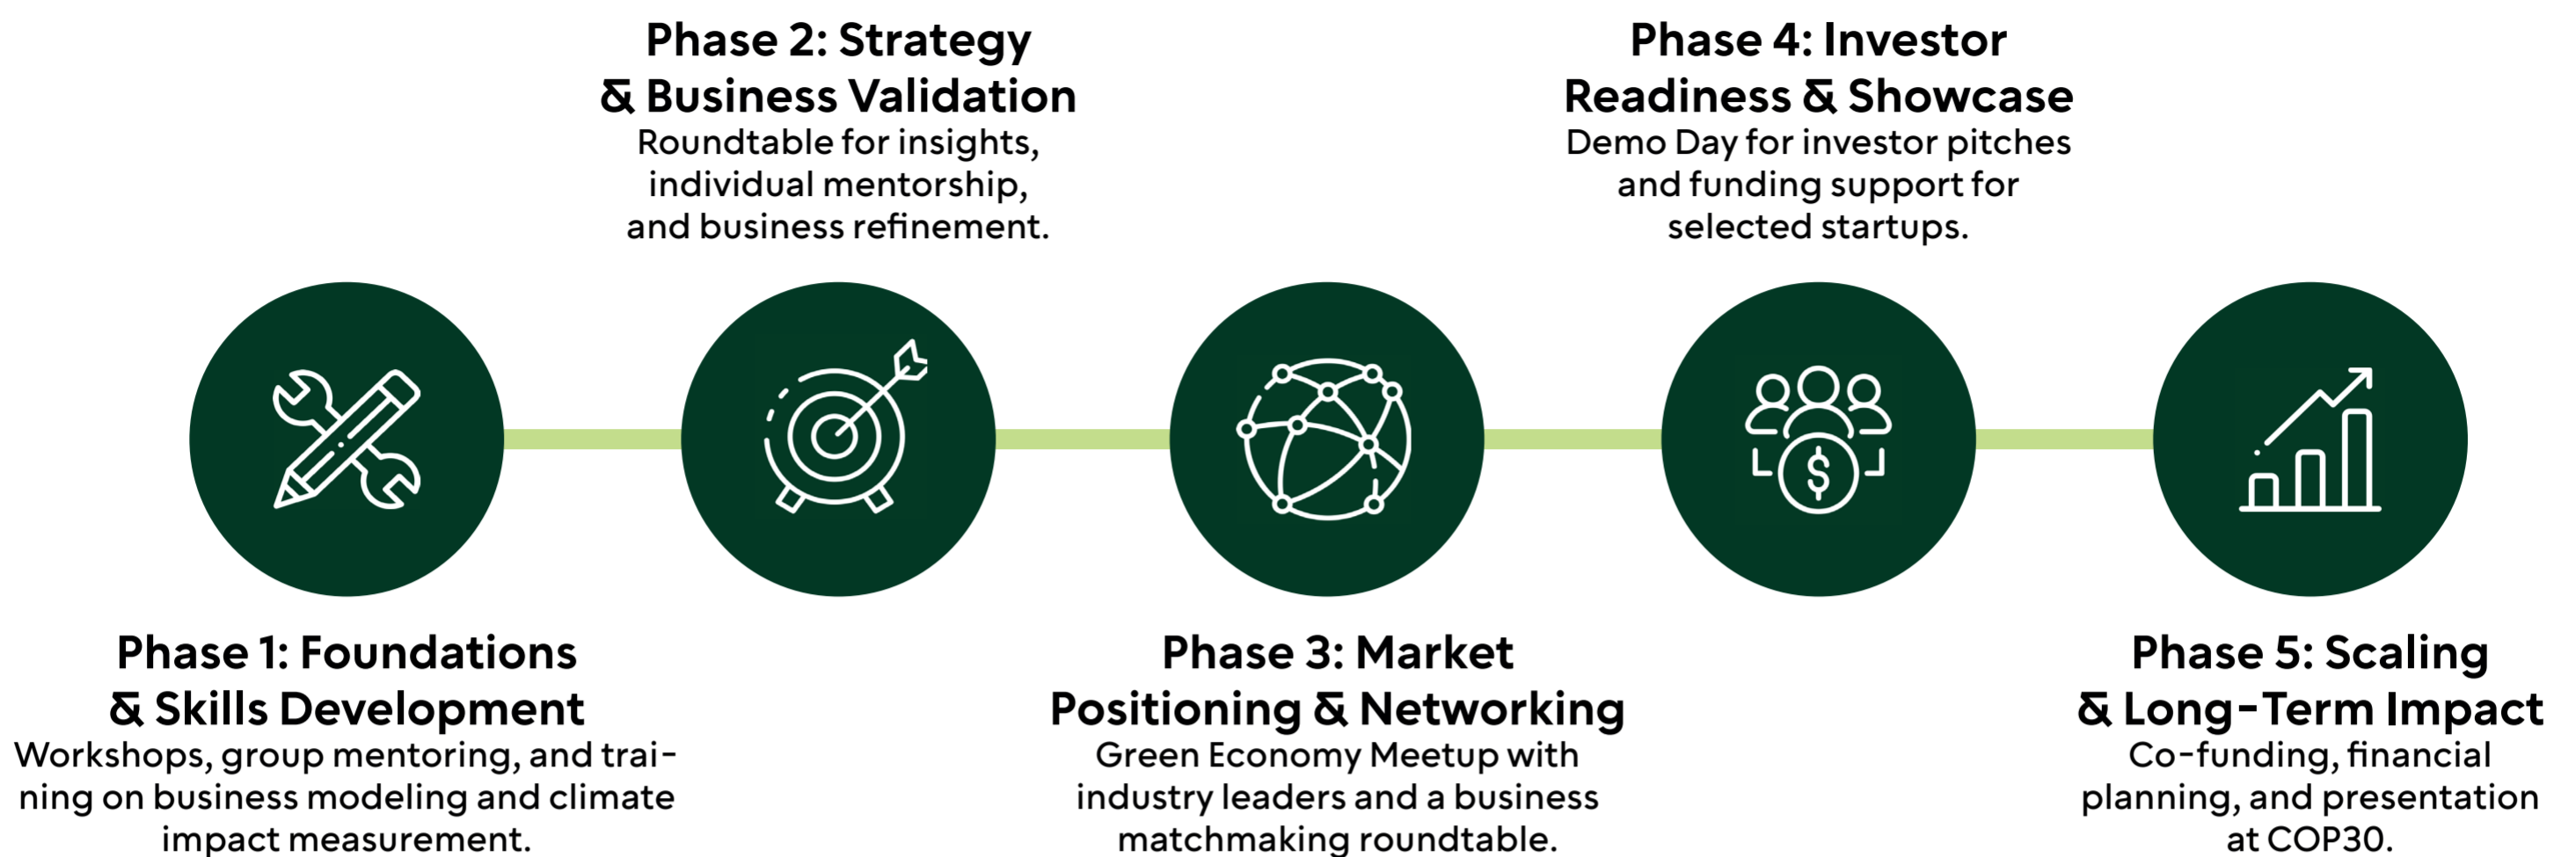 Phase 1: Foundations
& Skills Development
Workshops, group mentoring, and trai-
ning on business modeling and climate
impact measurement.
Phase 2: Strategy
& Business Validation
Roundtable for insights,
individual mentorship,
and business refinement.
Phase 3: Market
Positioning & Networking
Green Economy Meetup with
industry leaders and a business
matchmaking roundtable.
Phase 4: Investor
Readiness & Showcase
Demo Day for investor pitches
and funding support for
selected startups.
Phase 5: Scaling
& Long-Term Impact
Co-funding, financial
planning, and presentation
at COP30.
$